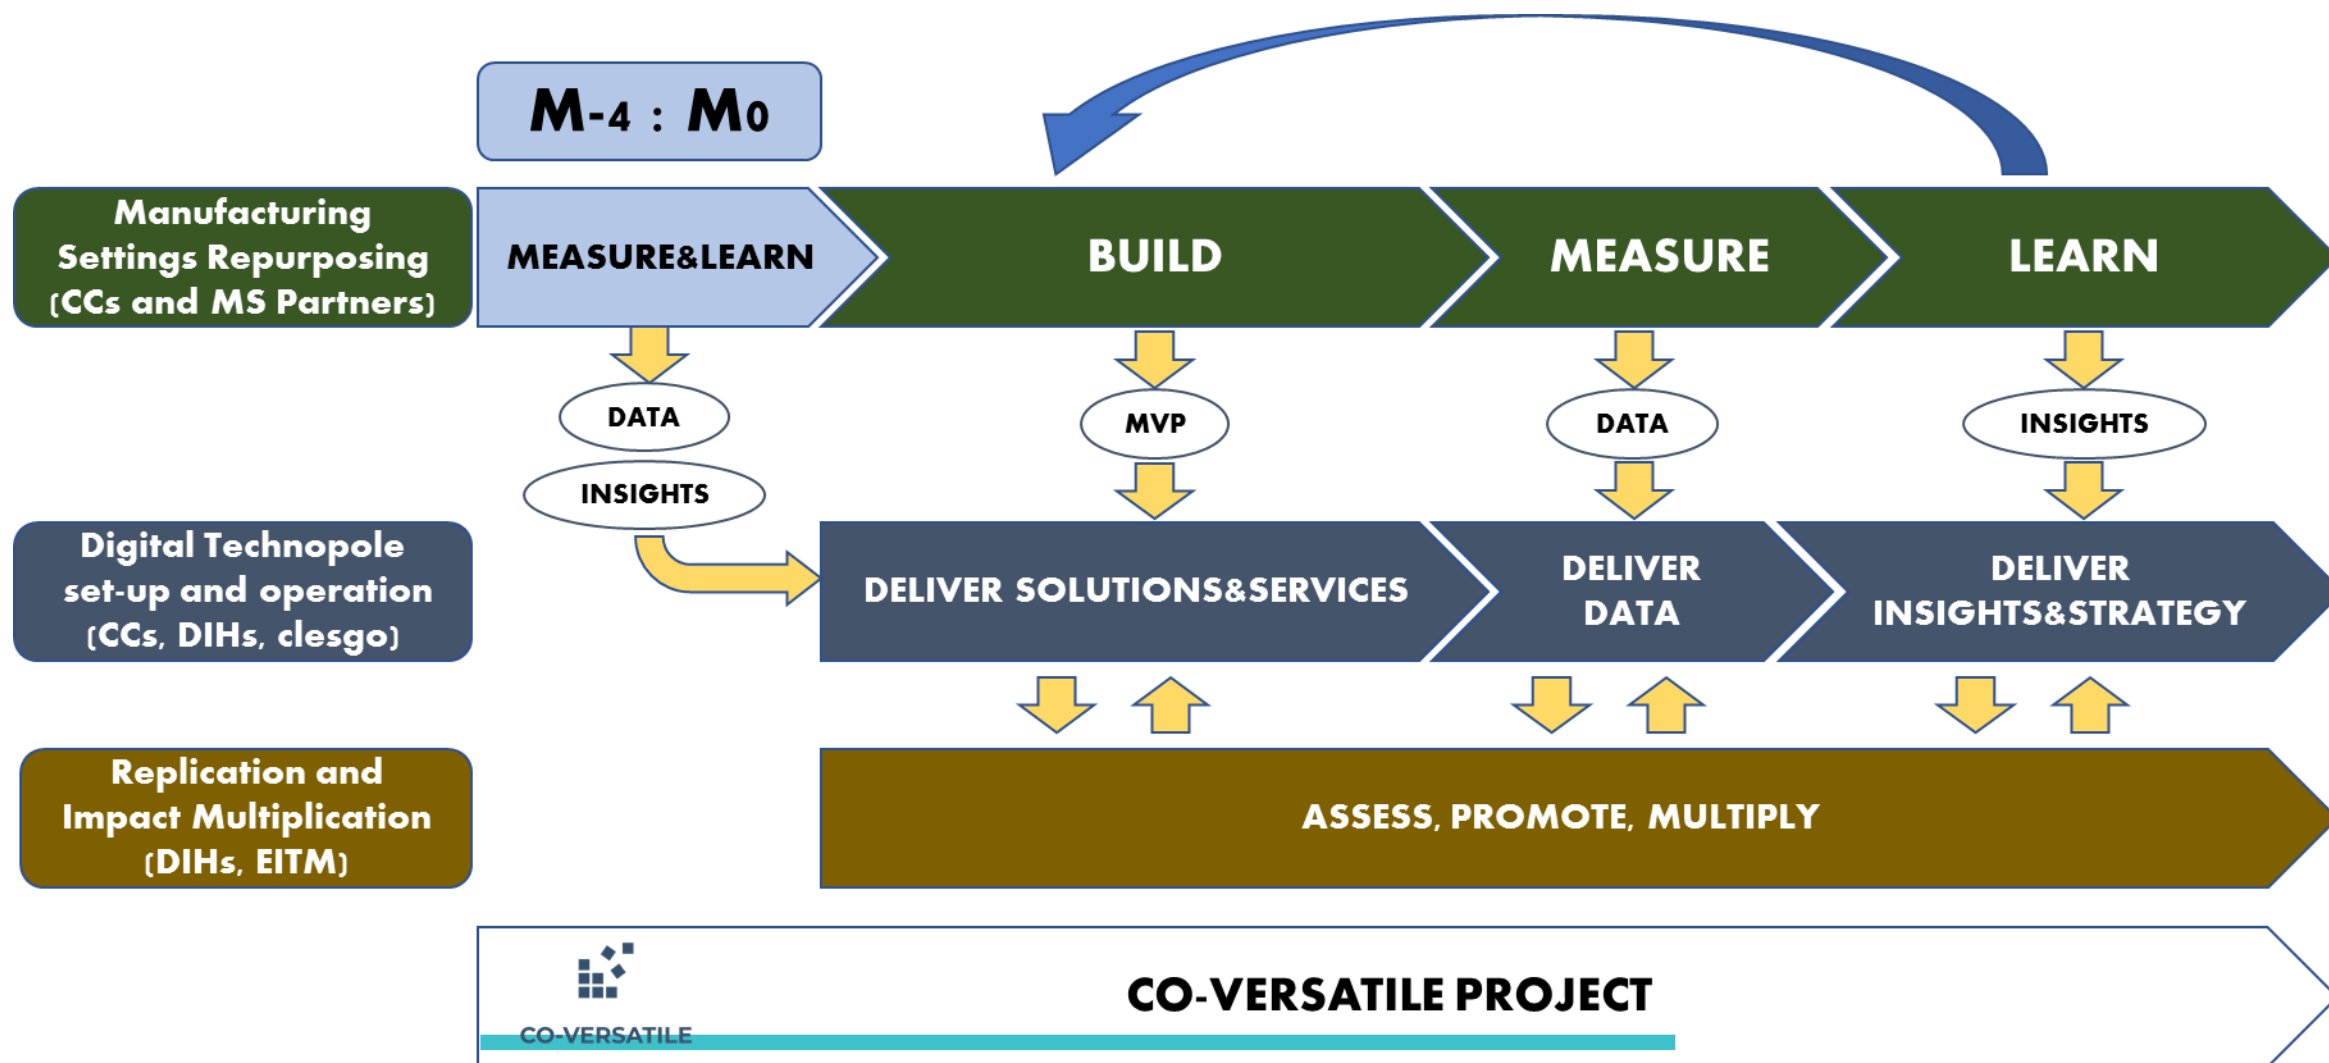 M-4 : M0
Manufacturing
Settings Repurposing
(CCs and MS Partners)
MEASURE&LEARN
BUILD
MEASURE
LEARN
DATA
INSIGHTS
MVP
DATA
INSIGHTS
Digital Technopole
set-up and operation
(CCs, DIHs, clesgo)
DELIVER SOLUTIONS&SERVICES
DELIVER
DATA
DELIVER
INSIGHTS&STRATEGY
Replication and
Impact Multiplication
(DIHs, EITM)
ASSESS, PROMOTE, MULTIPLY
CO-VERSATILE
CO-VERSATILE PROJECT